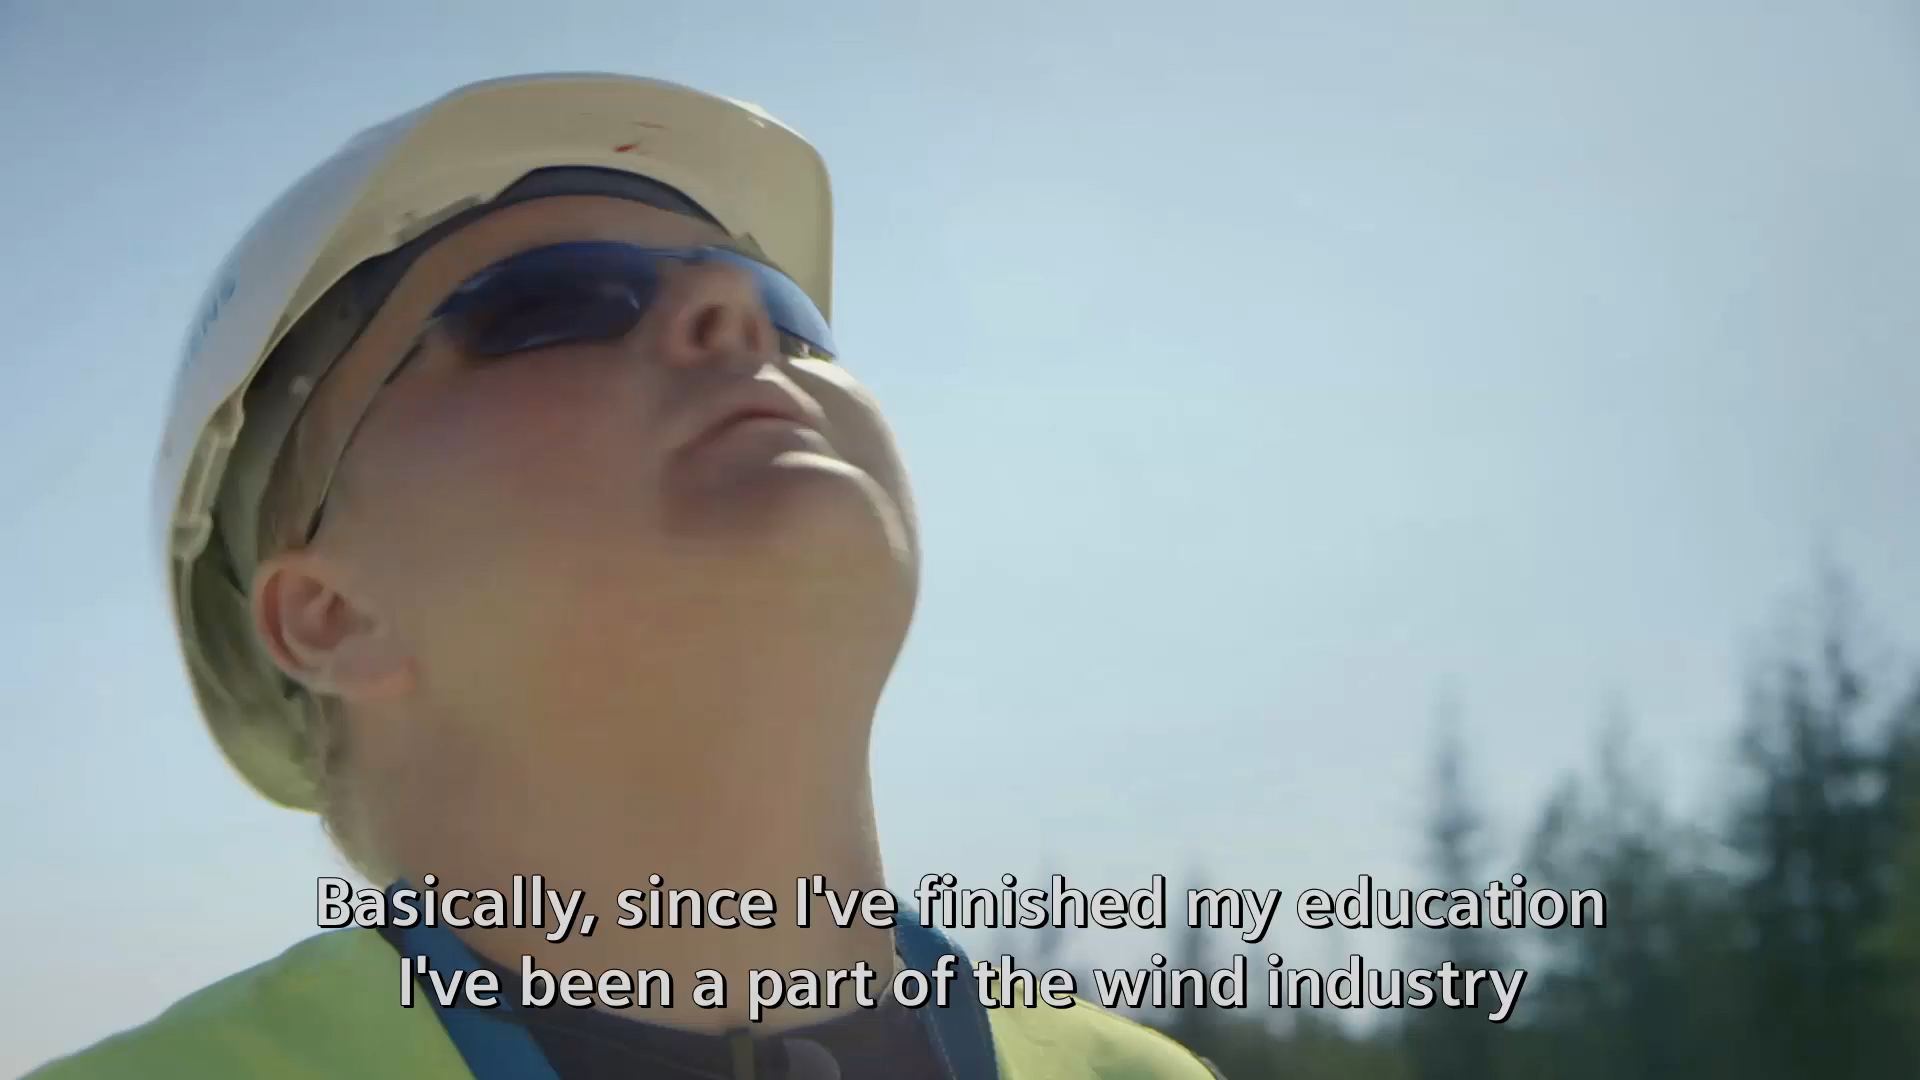 Basically, since I've finished my education
I've been a part of the wind industry